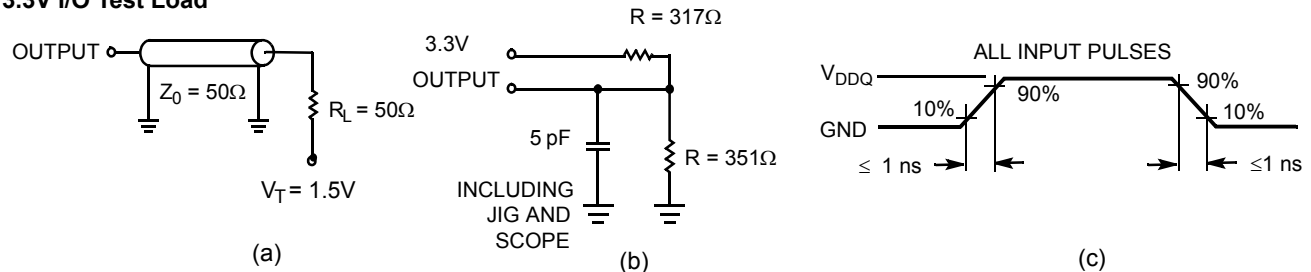 3.3V I/O Test Load
OUTPUT
Z0 = 50Ω
RL = 50Ω
VT = 1.5V
(a)
R = 317Ω
3.3V
OUTPUT
5 pF
R = 351Ω
INCLUDING
JIG AND
SCOPE
(b)
ALL INPUT PULSES
VDDQ
GND
10%
90%
90%
10%
≤ 1 ns
≤1 ns
(c)